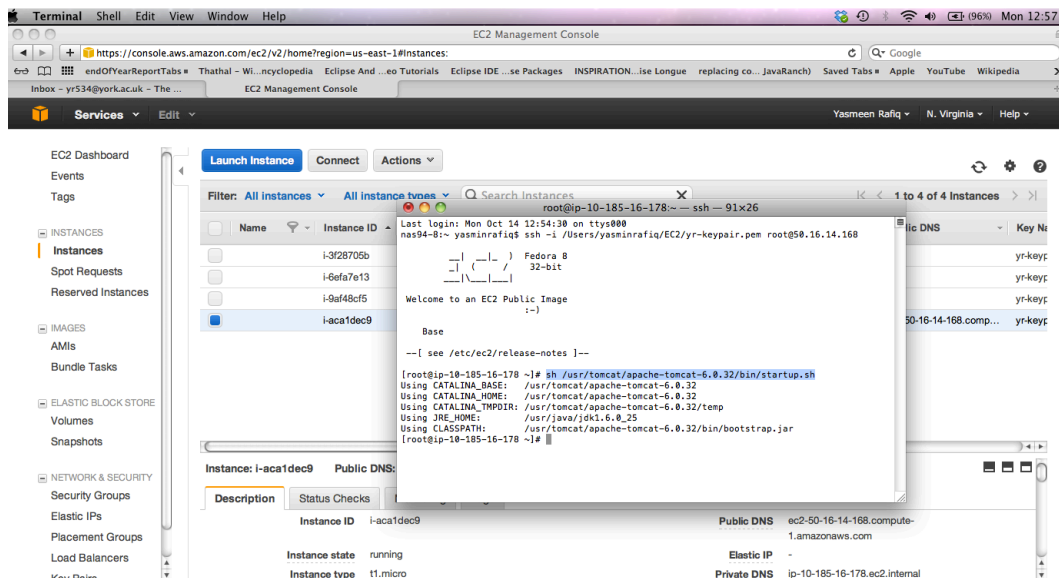 Terminal Shell Edit View Window Help (96%) Mon 12:57
EC2 Management Console
https://console.aws.amazon.com/ec2/v2/home?region=us-east-1#Instances: Google
endOfYearReportTabs Thathal - Wi...ncyclopedia Eclipse And ...eo Tutorials Eclipse IDE ...se Packages INSPIRATION...ise Longue replacing co... JavaRanch) Saved Tabs Apple YouTube Wikipedia
Inbox – yr534@york.ac.uk – The ... EC2 Management Console
Services Edit Yasmeen Rafiq N. Virginia Help
EC2 Dashboard
Events
Tags
INSTANCES
Instances
Spot Requests
Reserved Instances
IMAGES
AMIs
Bundle Tasks
ELASTIC BLOCK STORE
Volumes
Snapshots
NETWORK & SECURITY
Security Groups
Elastic IPs
Placement Groups
Load Balancers
Key Pairs
Launch Instance Connect Actions
Filter: All instances All instance types Search Instances X 1 to 4 of 4 Instances
Name Instance ID lic DNS Key Na
i-3f28705b yr-keyp
i-6efa7e13 yr-keyp
i-9af48cf5 yr-keyp
i-aca1dec9 50-16-14-168.comp... yr-keyp
root@ip-10-185-16-178:~ — ssh — 91×26
Last login: Mon Oct 14 12:54:30 on ttys000
nas94-8:~ yasminrafiq$ ssh -i /Users/yasminrafiq/EC2/yr-keypair.pem root@50.16.14.168
__| __|_ ) Fedora 8
_| ( / 32-bit
___|\___|___|
Welcome to an EC2 Public Image
:-)
Base
--[ see /etc/ec2/release-notes ]--
[root@ip-10-185-16-178 ~]# sh /usr/tomcat/apache-tomcat-6.0.32/bin/startup.sh
Using CATALINA_BASE: /usr/tomcat/apache-tomcat-6.0.32
Using CATALINA_HOME: /usr/tomcat/apache-tomcat-6.0.32
Using CATALINA_TMPDIR: /usr/tomcat/apache-tomcat-6.0.32/temp
Using JRE_HOME: /usr/java/jdk1.6.0_25
Using CLASSPATH: /usr/tomcat/apache-tomcat-6.0.32/bin/bootstrap.jar
[root@ip-10-185-16-178 ~]#
Instance: i-aca1dec9 Public DNS:
Description Status Checks
Instance ID i-aca1dec9 Public DNS ec2-50-16-14-168.compute-
1.amazonaws.com
Instance state running Elastic IP -
Instance type t1.micro Private DNS ip-10-185-16-178.ec2.internal